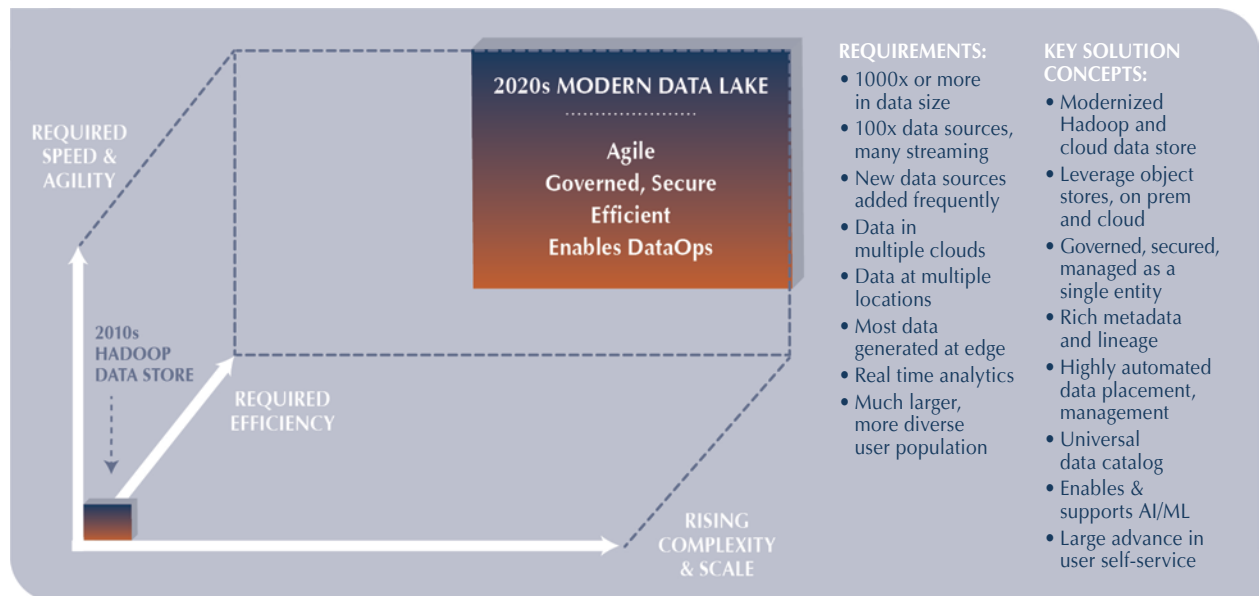 REQUIRED
SPEED &
AGILITY
2010s
HADOOP
DATA STORE
REQUIRED
EFFICIENCY
RISING
COMPLEXITY
& SCALE
2020s MODERN DATA LAKE
Agile
Governed, Secure
Efficient
Enables DataOps
REQUIREMENTS:
• 1000x or more
in data size
• 100x data sources,
many streaming
• New data sources
added frequently
• Data in
multiple clouds
• Data at multiple
locations
• Most data
generated at edge
• Real time analytics
• Much larger,
more diverse
user population
KEY SOLUTION
CONCEPTS:
• Modernized
Hadoop and
cloud data store
• Leverage object
stores, on prem
and cloud
• Governed, secured,
managed as a
single entity
• Rich metadata
and lineage
• Highly automated
data placement,
management
• Universal
data catalog
• Enables &
supports AI/ML
• Large advance in
user self-service